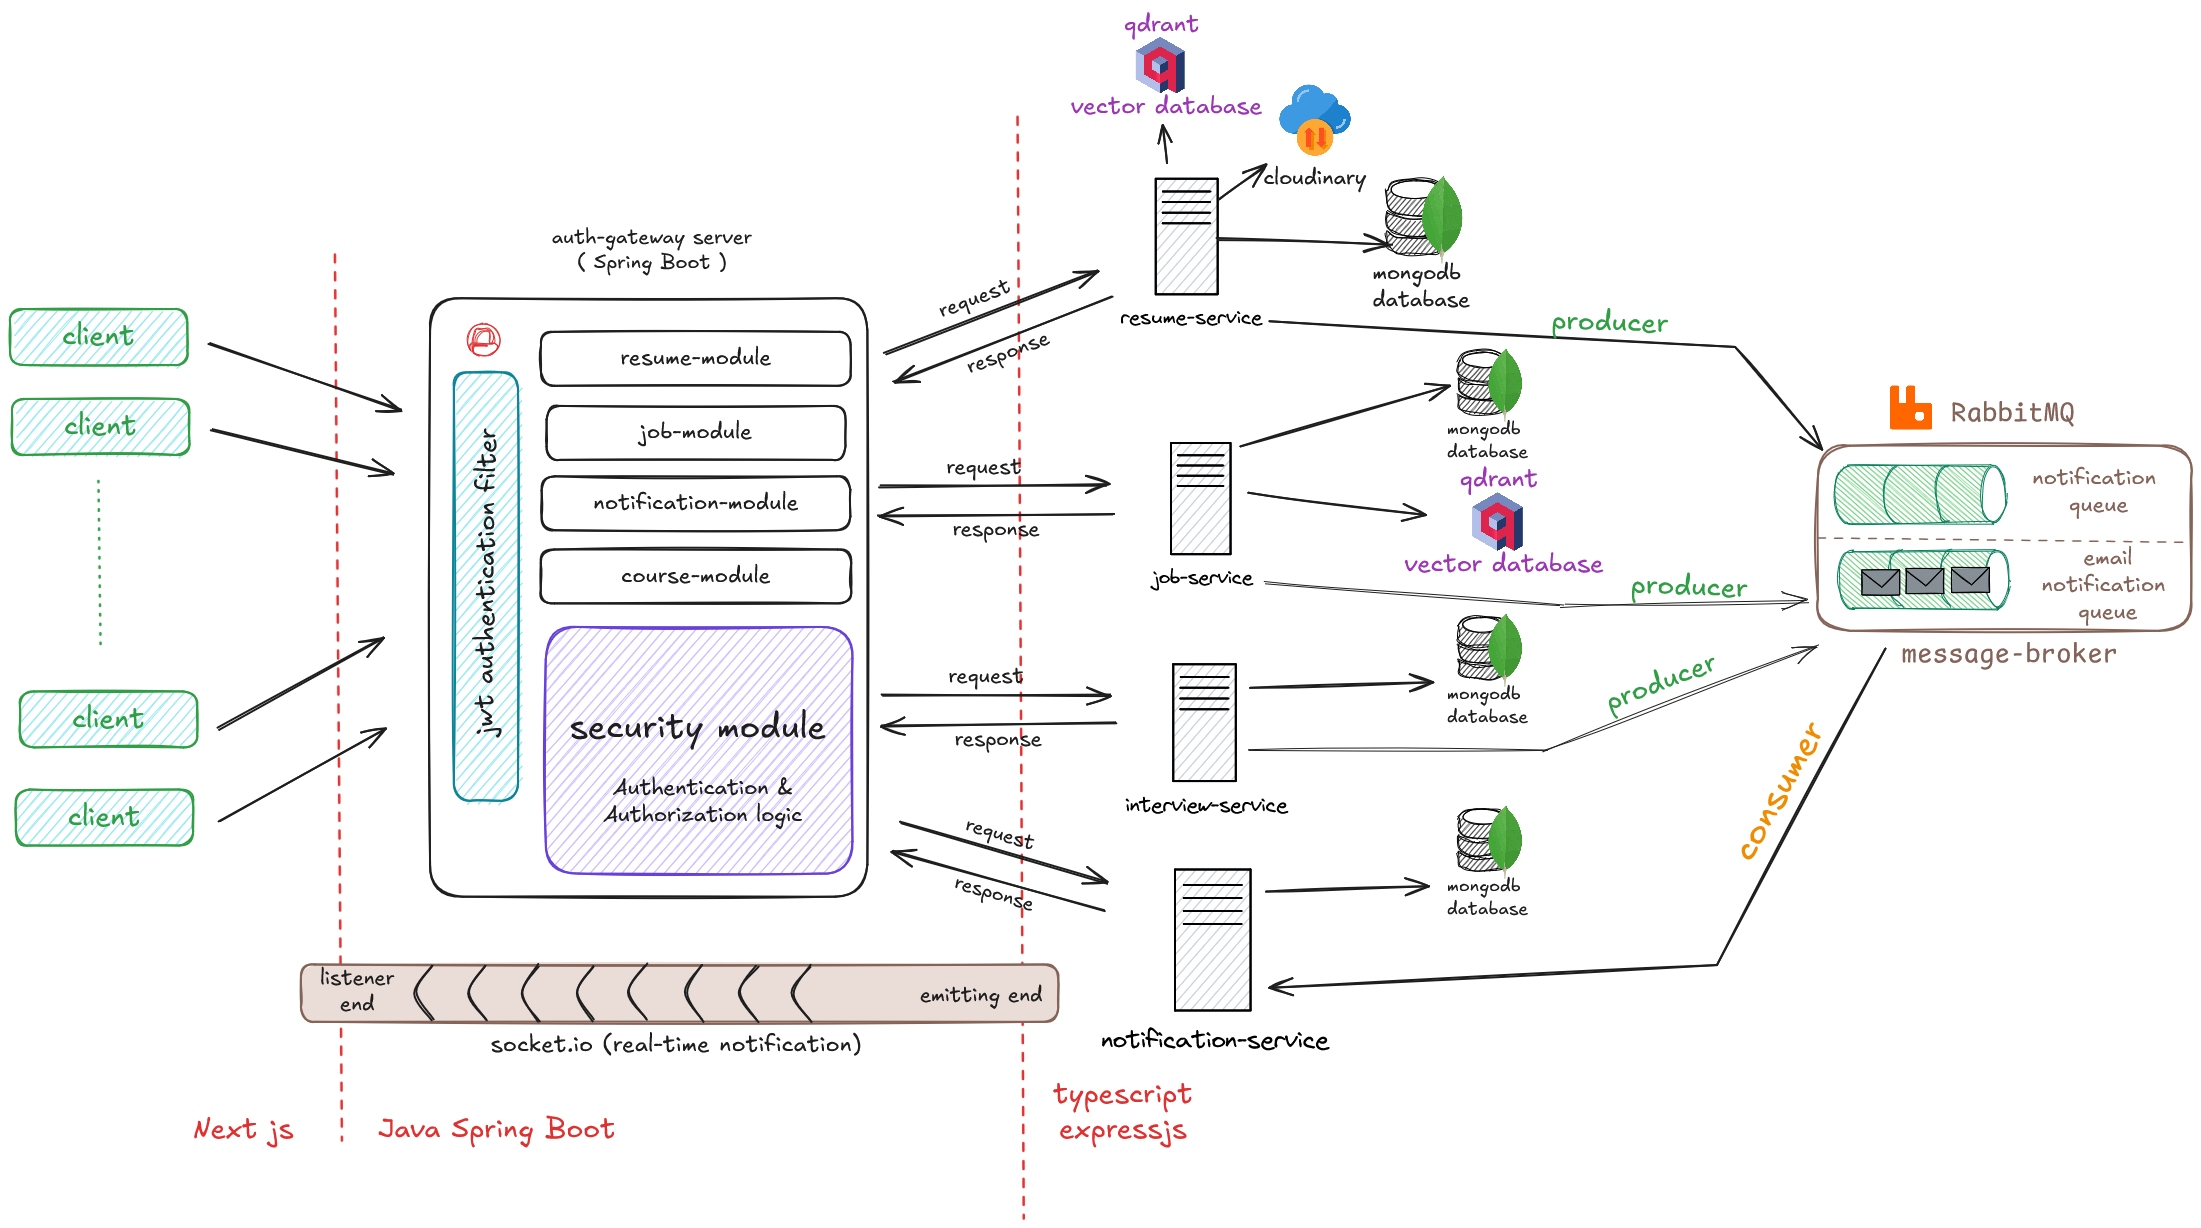 qdrant
vector database
cloudinary
mongodb
database
resume-service
auth-gateway server
( Spring Boot )
client
client
client
client
jwt authentication filter
resume-module
job-module
notification-module
course-module
security module
Authentication &
Authorization logic
request
response
request
response
request
response
request
response
producer
mongodb
database
qdrant
vector database
job-service
producer
mongodb
database
interview-service
producer
mongodb
database
notification-service
consumer
RabbitMQ
notification
queue
email
notification
queue
message-broker
listener
end
emitting end
socket.io (real-time notification)
Next js
Java Spring Boot
typescript
expressjs